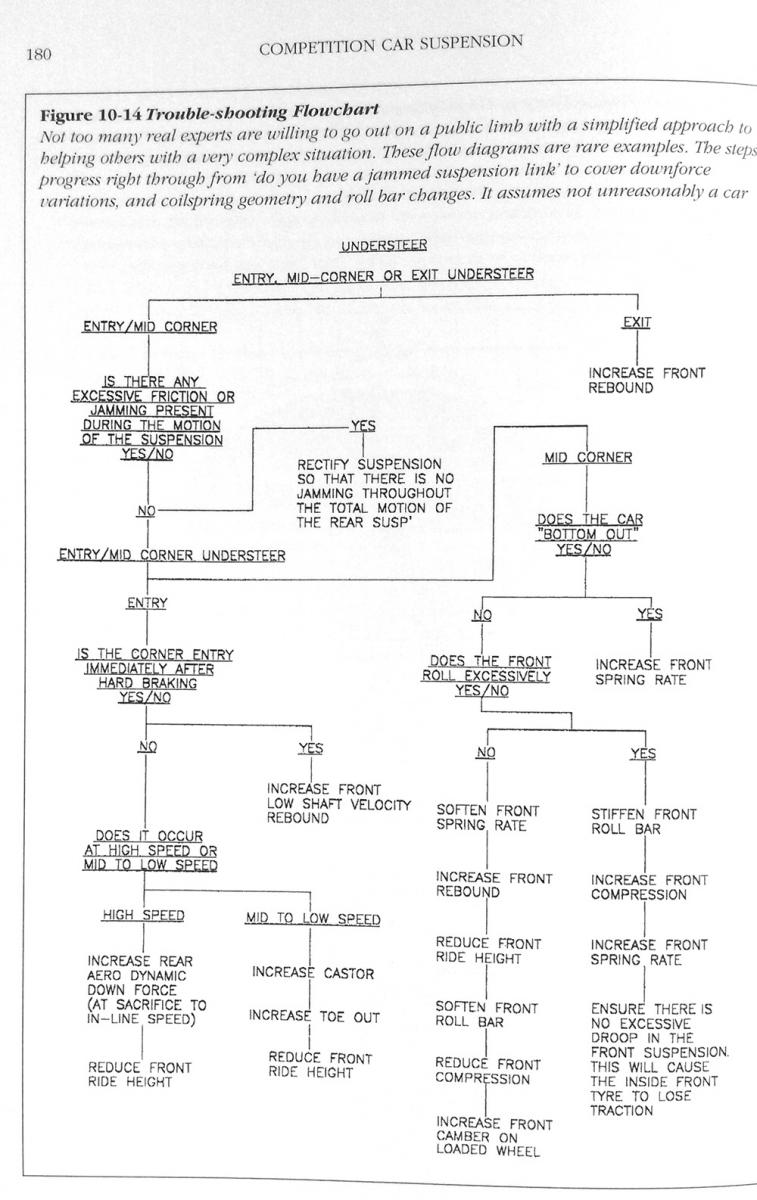 180
COMPETITION CAR SUSPENSION
Figure 10-14 Trouble-shooting Flowchart
Not too many real experts are willing to go out on a public limb with a simplified approach to
helping others with a very complex situation. These flow diagrams are rare examples. The steps
progress right through from 'do you have a jammed suspension link' to cover downforce
variations, and coilspring geometry and roll bar changes. It assumes not unreasonably a car
UNDERSTEER
ENTRY, MID-CORNER OR EXIT UNDERSTEER
ENTRY/MID CORNER
IS THERE ANY
EXCESSIVE FRICTION OR
JAMMING PRESENT
DURING THE MOTION
OF THE SUSPENSION
YES/NO
YES
RECTIFY SUSPENSION
SO THAT THERE IS NO
JAMMING THROUGHOUT
THE TOTAL MOTION OF
THE REAR SUSP'
NO
ENTRY/MID CORNER UNDERSTEER
ENTRY
IS THE CORNER ENTRY
IMMEDIATELY AFTER
HARD BRAKING
YES/NO
NO
YES
INCREASE FRONT
LOW SHAFT VELOCITY
REBOUND
DOES IT OCCUR
AT HIGH SPEED OR
MID TO LOW SPEED
HIGH SPEED
INCREASE REAR
AERO DYNAMIC
DOWN FORCE
(AT SACRIFICE TO
IN-LINE SPEED)
REDUCE FRONT
RIDE HEIGHT
MID TO LOW SPEED
INCREASE CASTOR
INCREASE TOE OUT
REDUCE FRONT
RIDE HEIGHT
EXIT
INCREASE FRONT
REBOUND
MID CORNER
DOES THE CAR
"BOTTOM OUT"
YES/NO
NO
YES
INCREASE FRONT
SPRING RATE
DOES THE FRONT
ROLL EXCESSIVELY
YES/NO
NO
SOFTEN FRONT
SPRING RATE
INCREASE FRONT
REBOUND
REDUCE FRONT
RIDE HEIGHT
SOFTEN FRONT
ROLL BAR
REDUCE FRONT
COMPRESSION
INCREASE FRONT
CAMBER ON
LOADED WHEEL
YES
STIFFEN FRONT
ROLL BAR
INCREASE FRONT
COMPRESSION
INCREASE FRONT
SPRING RATE
ENSURE THERE IS
NO EXCESSIVE
DROOP IN THE
FRONT SUSPENSION.
THIS WILL CAUSE
THE INSIDE FRONT
TYRE TO LOSE
TRACTION